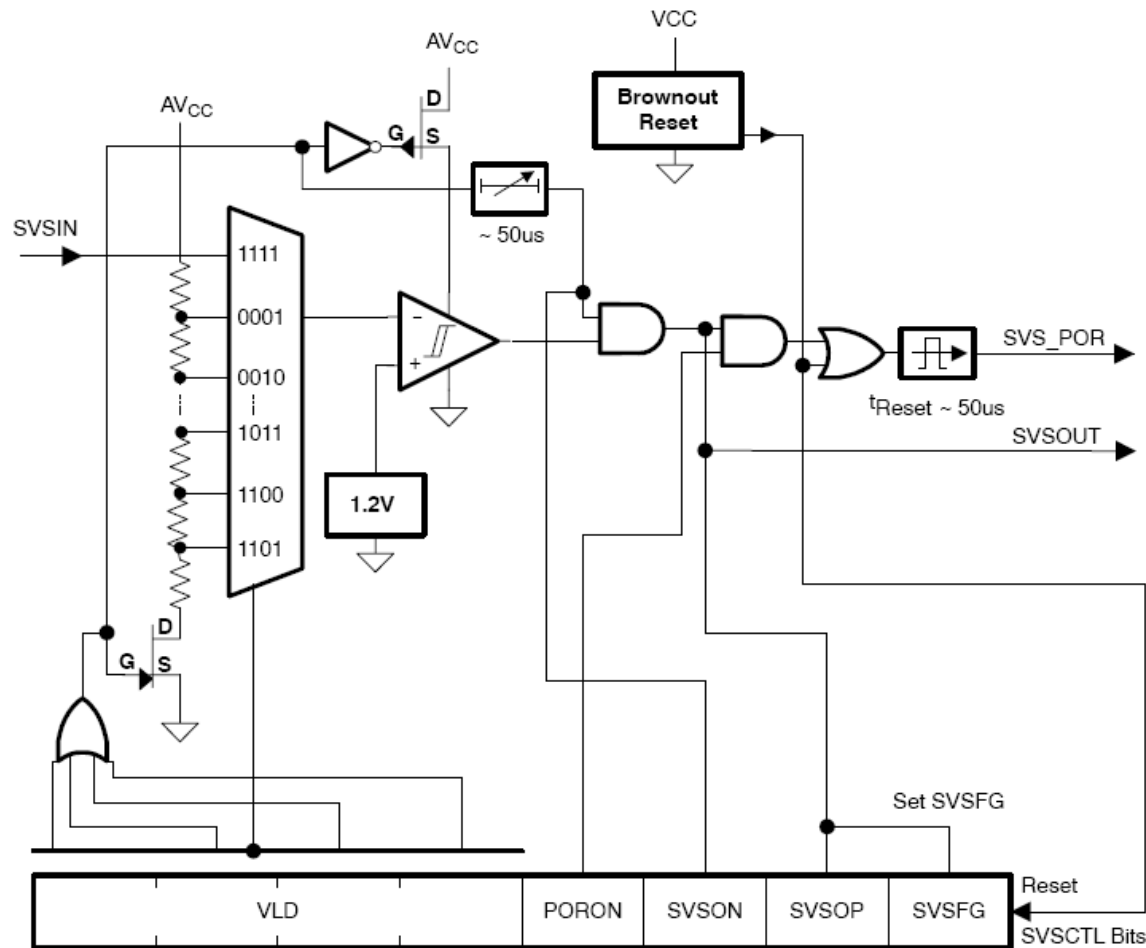 VCC
AVCC
Brownout
Reset
AVCC
D
G
S
SVSIN
~ 50us
1111
0001
0010
1011
1100
1101
−
+
1.2V
SVS_POR
tReset ~ 50us
SVSOUT
D
G
S
Set SVSFG
VLD
PORON
SVSON
SVSOP
SVSFG
Reset
SVSCTL Bits